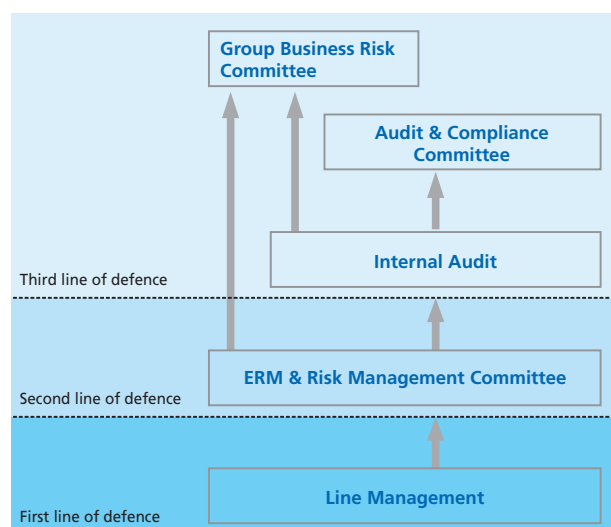 Group Business Risk
Committee
Audit & Compliance
Committee
Internal Audit
Third line of defence
ERM & Risk Management Committee
Second line of defence
Line Management
First line of defence